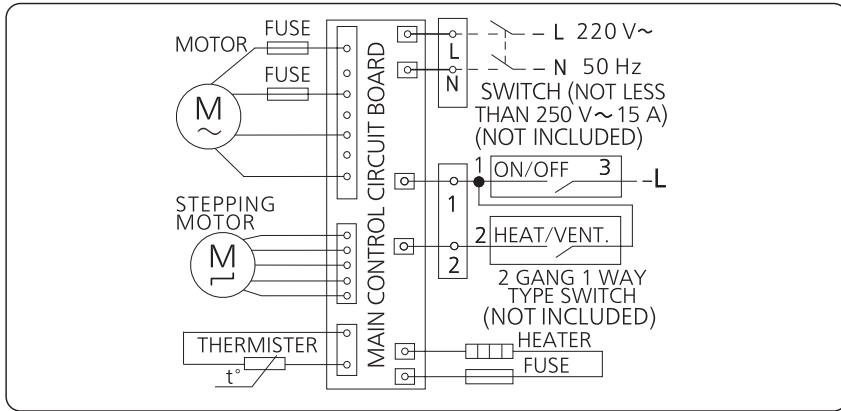 FUSE
MOTOR
FUSE
M
~
STEPPING
MOTOR
M
THERMISTER
t°
MAIN CONTROL CIRCUIT BOARD
L
N
L 220 V~
N 50 Hz
SWITCH (NOT LESS
THAN 250 V~ 15 A)
(NOT INCLUDED)
1
1 ON/OFF 3
L
2
2 HEAT/VENT.
2 GANG 1 WAY
TYPE SWITCH
(NOT INCLUDED)
HEATER
FUSE